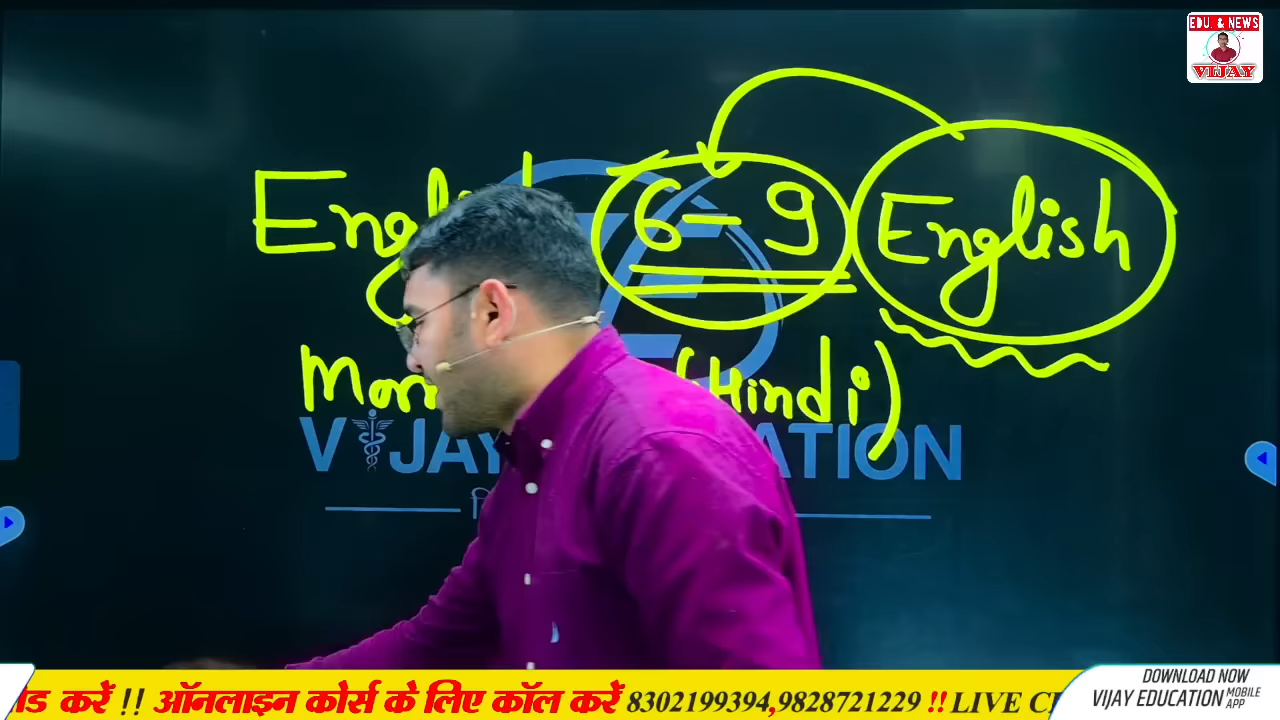 EDU. & NEWS
VIJAY
6-9 English
(Hindi)
करें !! ऑनलाइन कोर्स के लिए कॉल करें 8302199394,9828721229 !! LIVE
DOWNLOAD NOW
VIJAY EDUCATION MOBILE APP